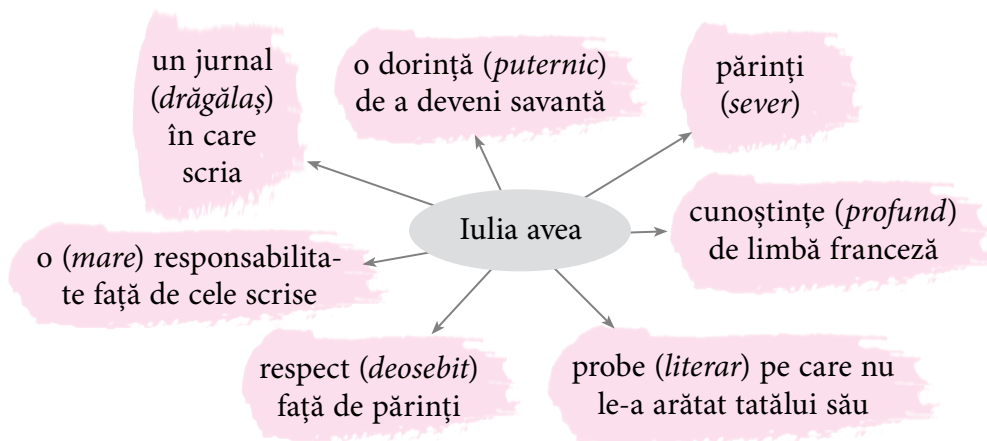 un jurnal
(drăgălaș)
în care
scria
o dorință (puternic)
de a deveni savantă
părinți
(sever)
Iulia avea
cunoștințe (profund)
de limbă franceză
o (mare) responsabilita-
te față de cele scrise
respect (deosebit)
față de părinți
probe (literar) pe care nu
le-a arătat tatălui său